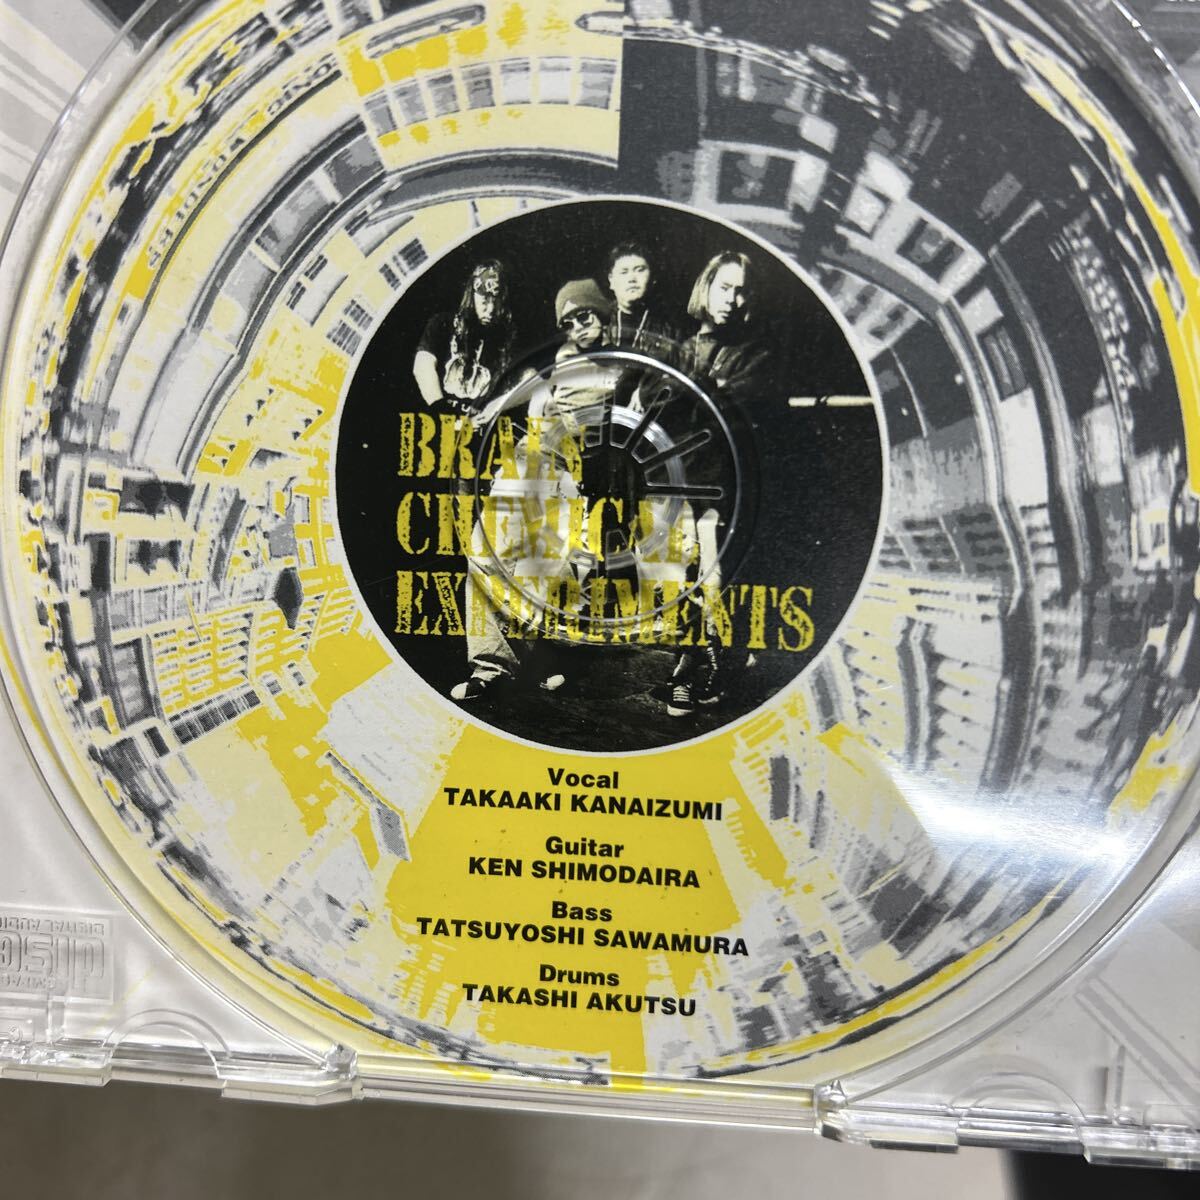 BRAIN
CHEMICAL
EXPERIMENTS
Vocal
TAKAAKI KANAIZUMI
Guitar
KEN SHIMODAIRA
Bass
TATSUYOSHI SAWAMURA
Drums
TAKASHI AKUTSU